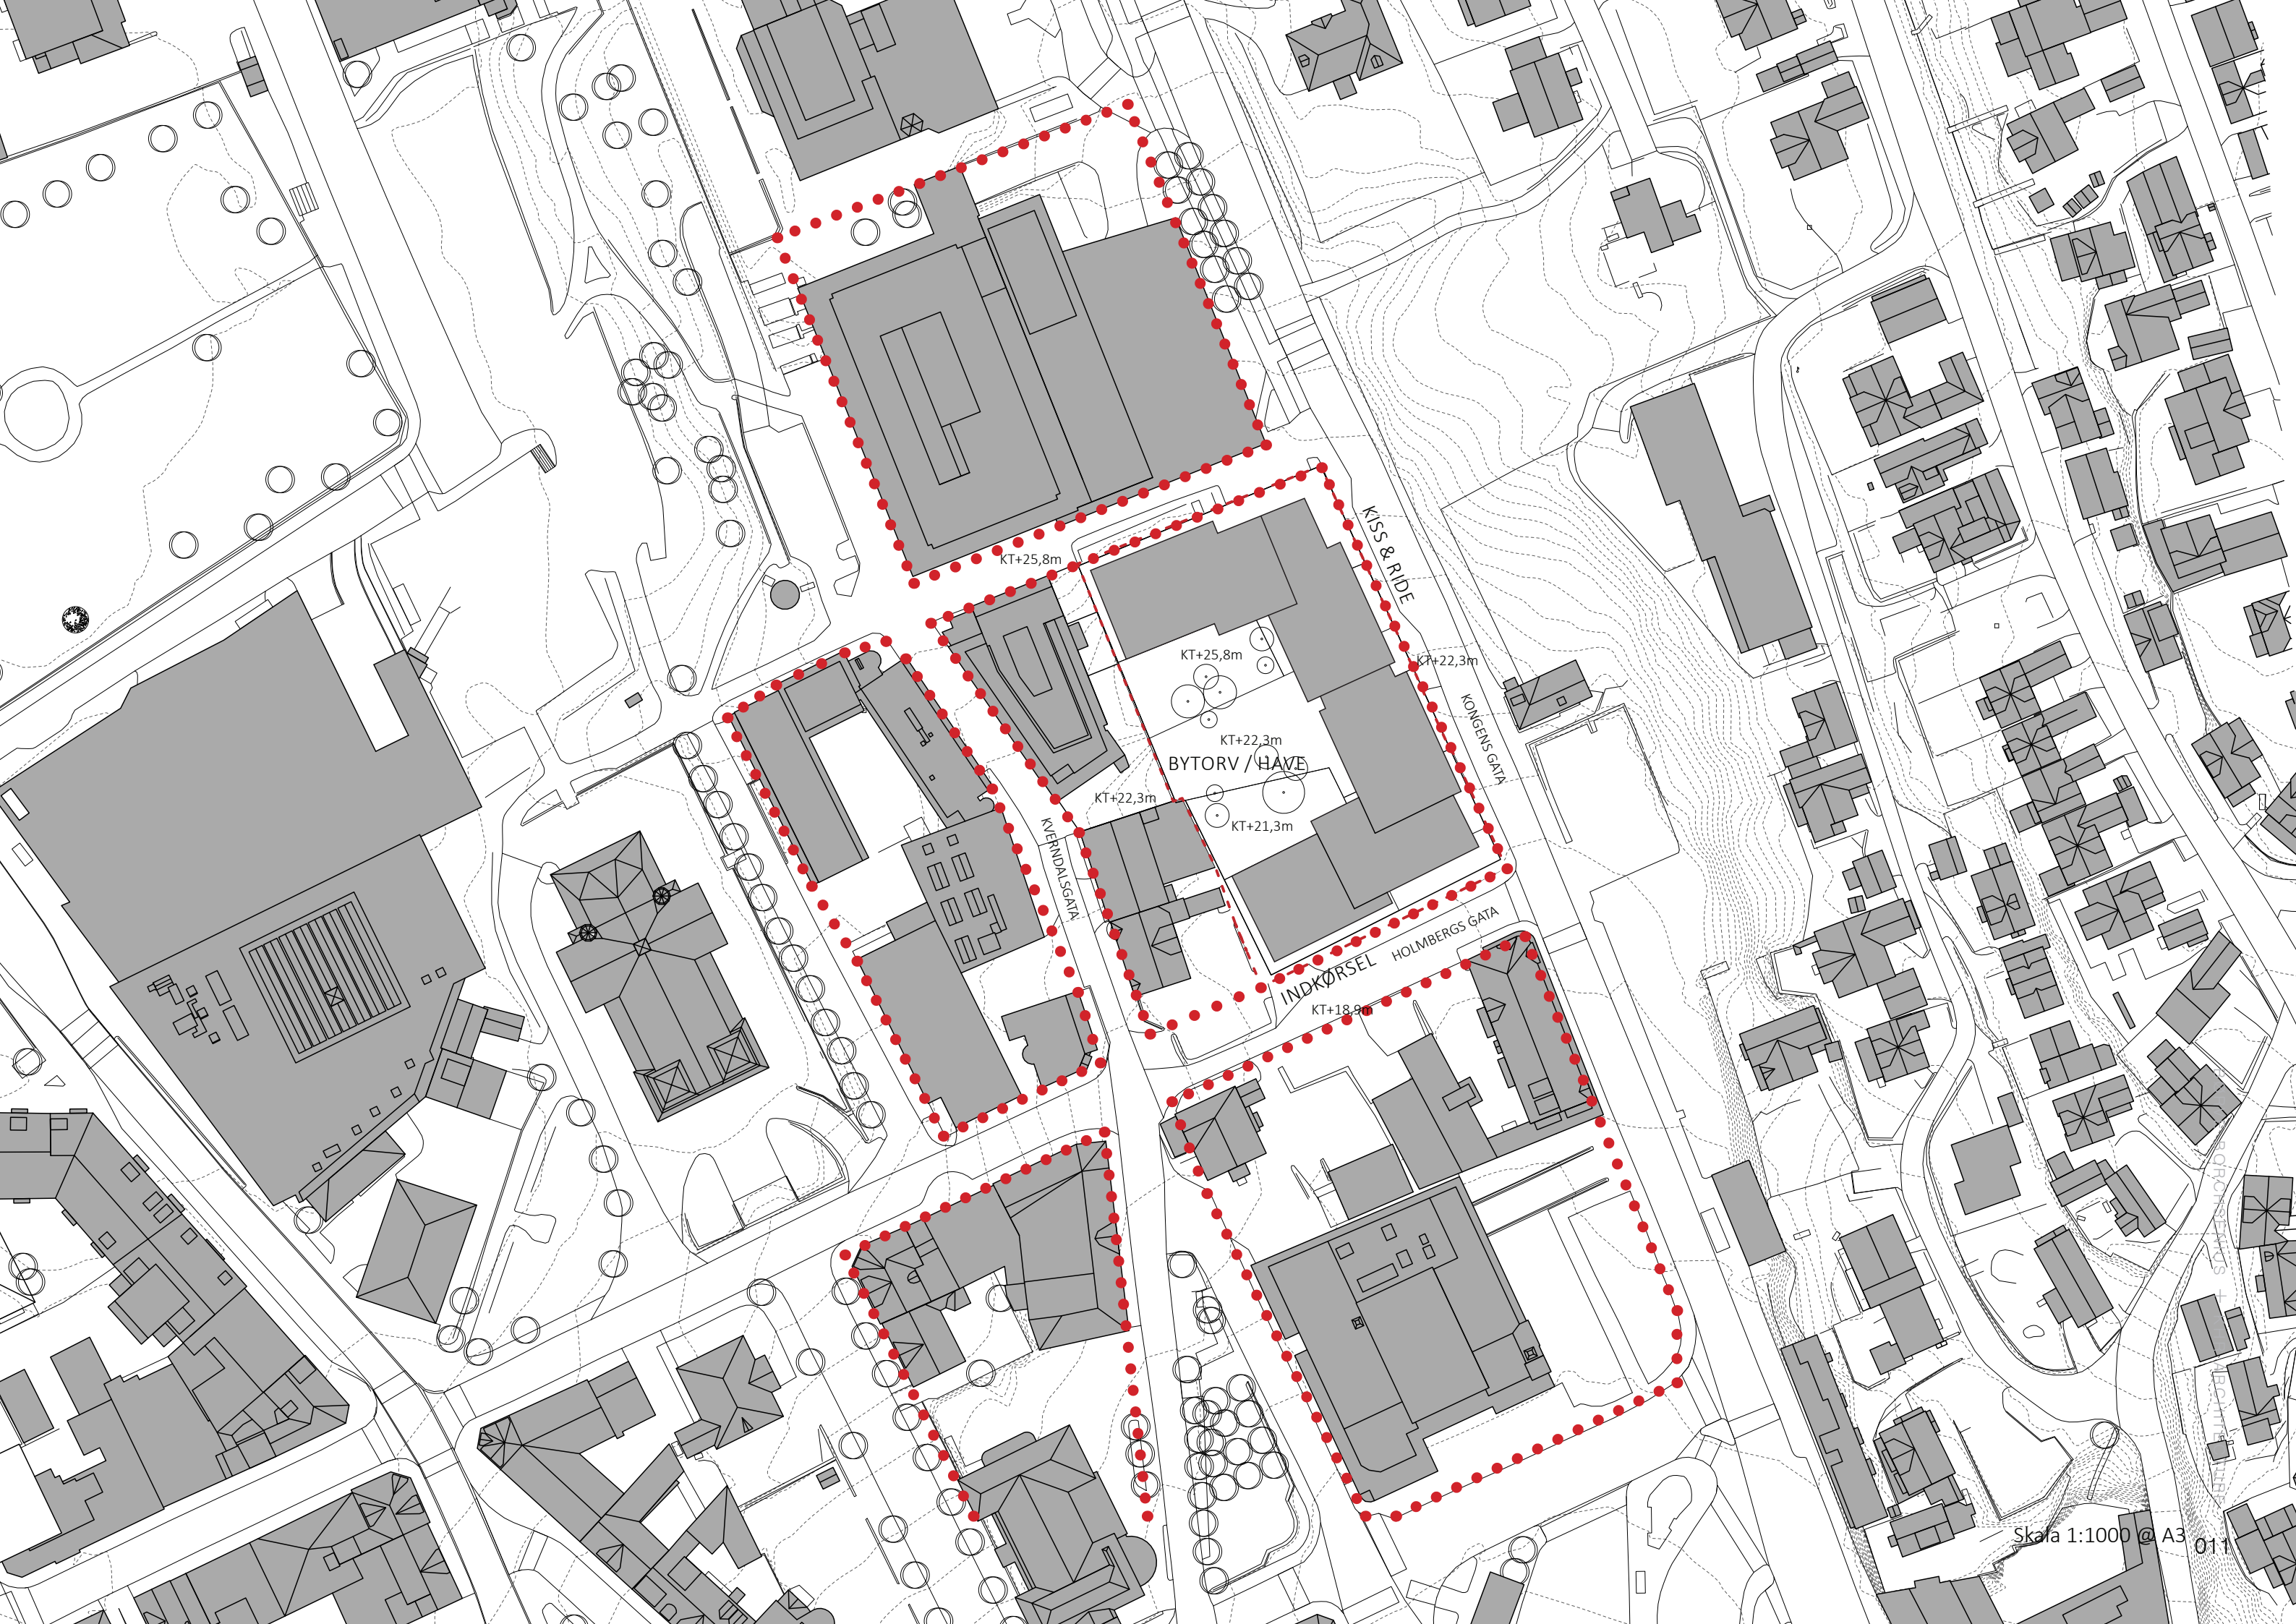 KT+25,8m
KISS & RIDE
KT+25,8m
KT+22,3m
KONGENS GATA
KT+22,3m
BYTORV / HAVE
KT+22,3m
KT+21,3m
KVERNDALSGATA
HOLMBERGS GATA
INDKØRSEL
KT+18,9m
Skala 1:1000 @ A3
011